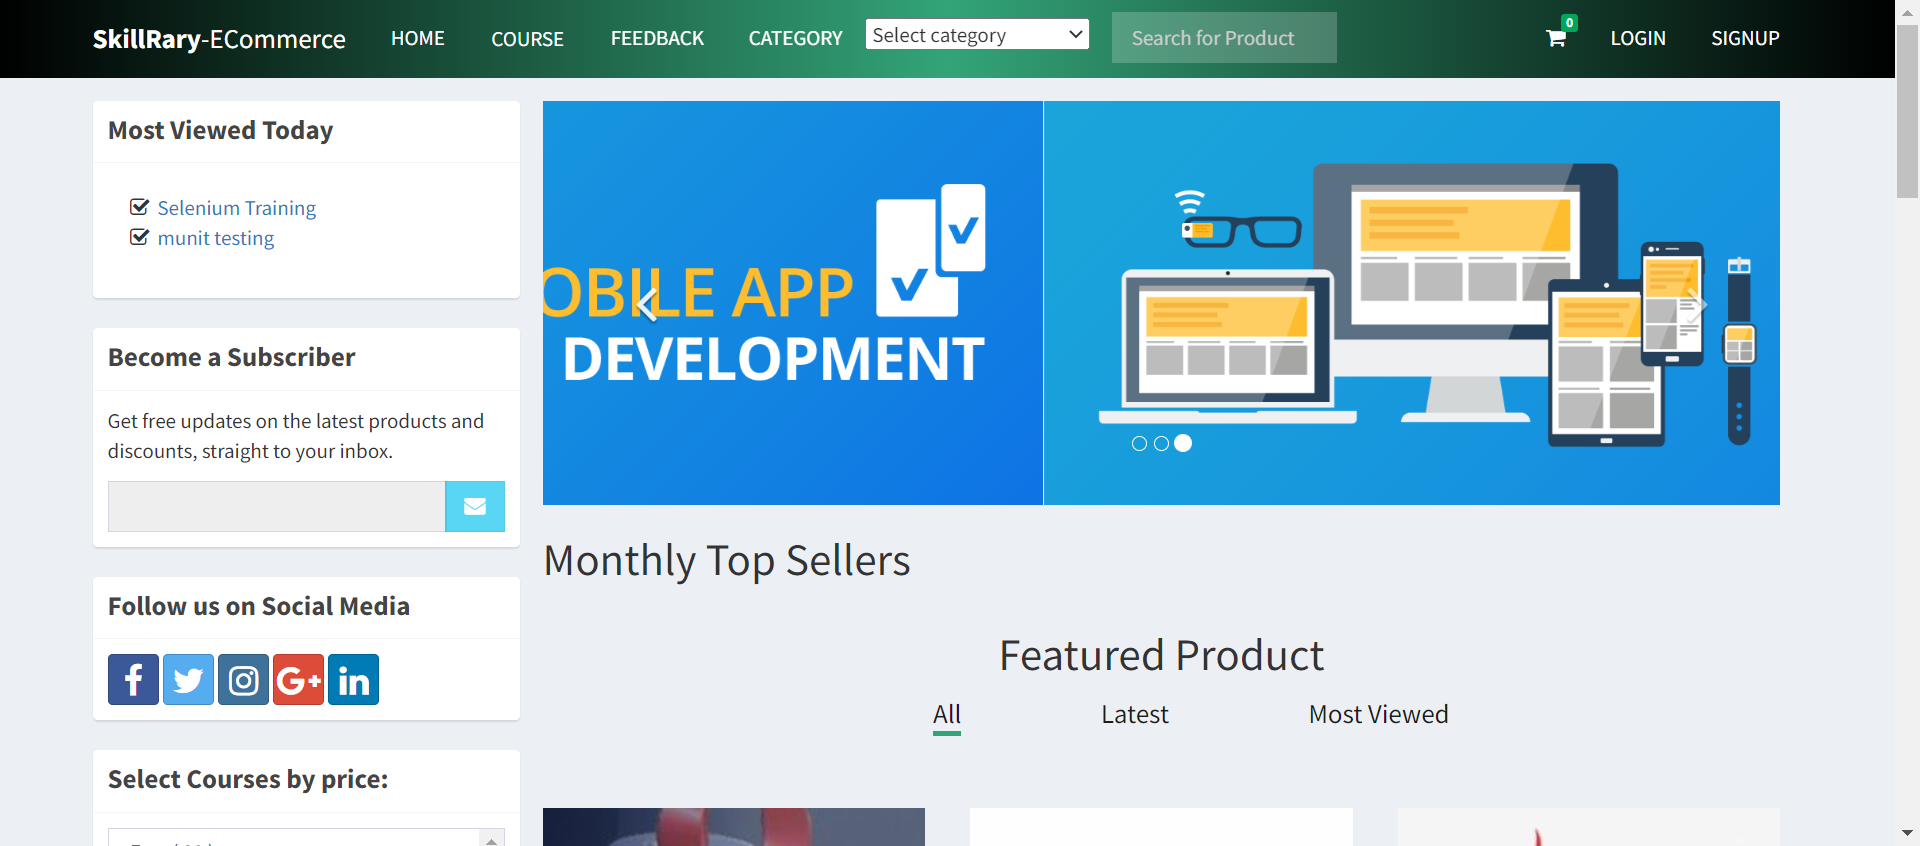 SkillRary-ECommerce HOME COURSE FEEDBACK CATEGORY Select category Search for Product 0 LOGIN SIGNUP
Most Viewed Today
Selenium Training
munit testing
Become a Subscriber
Get free updates on the latest products and
discounts, straight to your inbox.
Follow us on Social Media
Select Courses by price:
OBILE APP
DEVELOPMENT
Monthly Top Sellers
Featured Product
All Latest Most Viewed